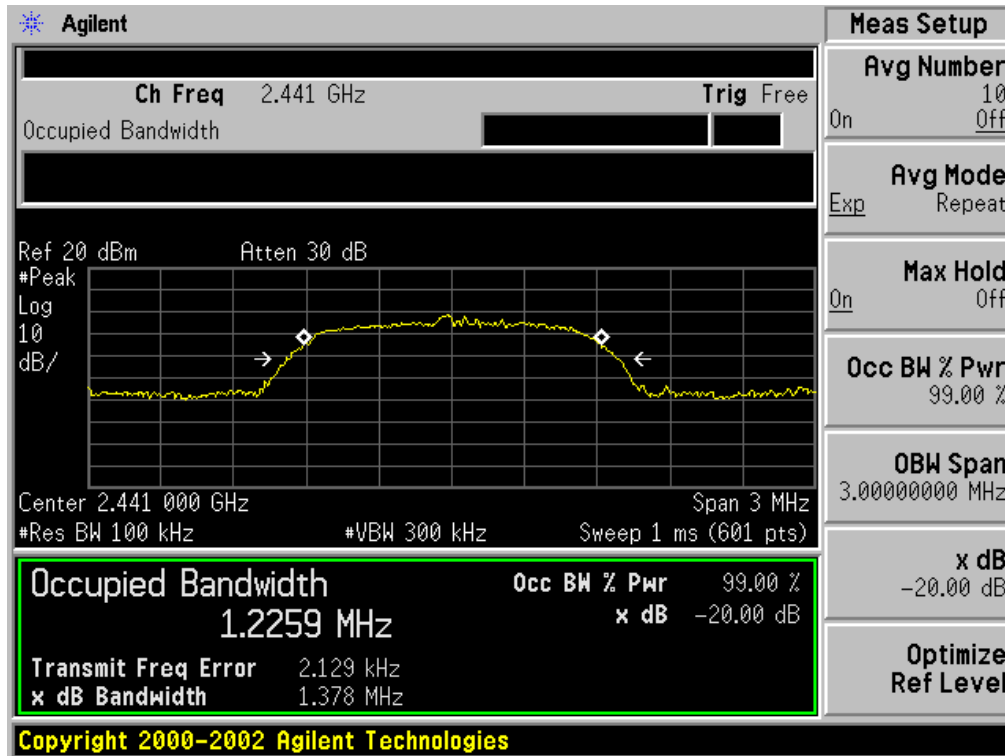 Agilent
Ch Freq 2.441 GHz Trig Free
Occupied Bandwidth
Ref 20 dBm Atten 30 dB
#Peak
Log
10
dB/
Center 2.441 000 GHz Span 3 MHz
#Res BW 100 kHz #VBW 300 kHz Sweep 1 ms (601 pts)
Occupied Bandwidth Occ BW % Pwr 99.00 %
1.2259 MHz x dB -20.00 dB
Transmit Freq Error 2.129 kHz
x dB Bandwidth 1.378 MHz
Copyright 2000-2002 Agilent Technologies
Meas Setup
Avg Number
10
On Off
Avg Mode
Exp Repeat
Max Hold
On Off
Occ BW % Pwr
99.00 %
OBW Span
3.00000000 MHz
x dB
-20.00 dB
Optimize
Ref Level